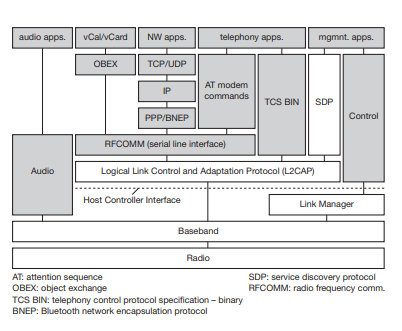 audio apps. vCal/vCard NW apps. telephony apps. mgmnt. apps.
OBEX TCP/UDP
AT modem
commands
IP
TCS BIN SDP Control
PPP/BNEP
RFCOMM (serial line interface)
Audio
Logical Link Control and Adaptation Protocol (L2CAP)
Host Controller Interface
Link Manager
Baseband
Radio
AT: attention sequence SDP: service discovery protocol
OBEX: object exchange RFCOMM: radio frequency comm.
TCS BIN: telephony control protocol specification – binary
BNEP: Bluetooth network encapsulation protocol